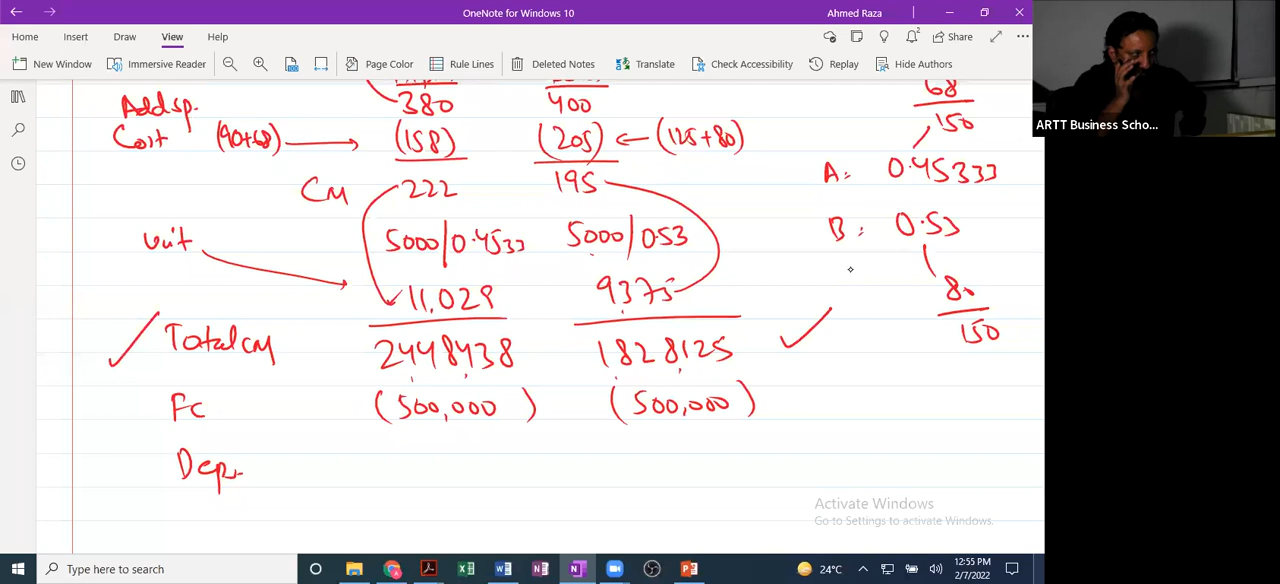 OneNote for Windows 10
Ahmed Raza
Home Insert Draw View Help
Share
New Window Immersive Reader Page Color Rule Lines Deleted Notes Translate Check Accessibility Replay Hide Authors
ARTT Business Scho...
Add sp. 380 400 68
Cost (90+68) (158) (205) (125+80) 150
A: 0.45333
CM 222 195
B: 0.53
Unit 5000/0.4533 5000/0.53
11,029 9375 80
150
Total CM 2448438 1828125
FC (500,000) (500,000)
Dep.
Activate Windows
Go to Settings to activate Windows.
Type here to search
24°C
12:55 PM
2/7/2022